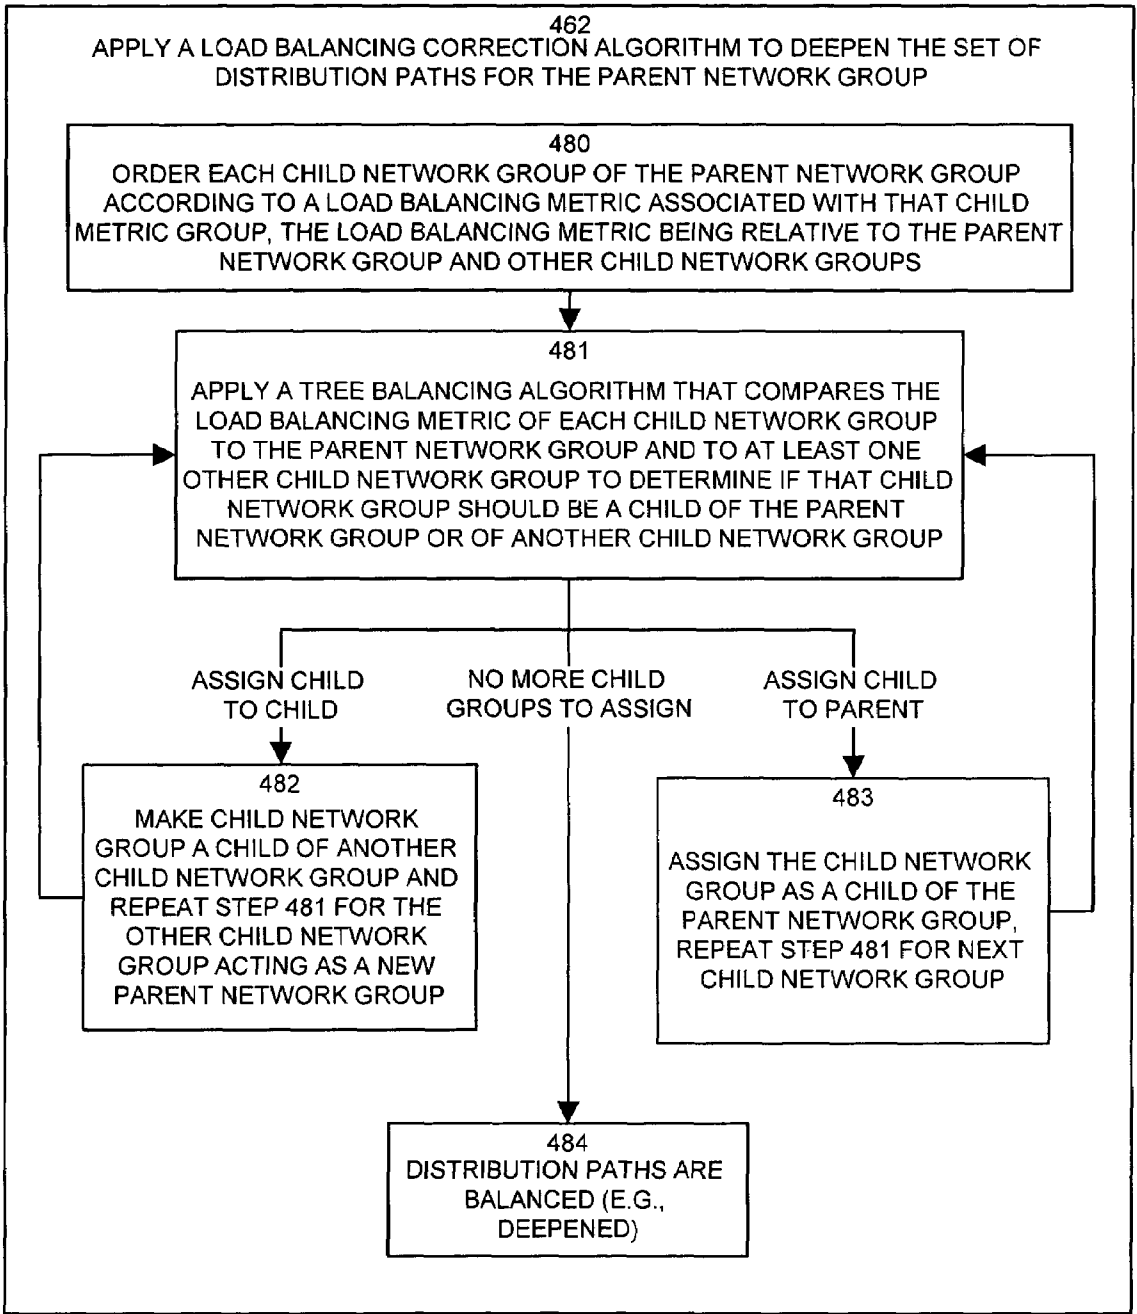 462
APPLY A LOAD BALANCING CORRECTION ALGORITHM TO DEEPEN THE SET OF
DISTRIBUTION PATHS FOR THE PARENT NETWORK GROUP
480
ORDER EACH CHILD NETWORK GROUP OF THE PARENT NETWORK GROUP
ACCORDING TO A LOAD BALANCING METRIC ASSOCIATED WITH THAT CHILD
METRIC GROUP, THE LOAD BALANCING METRIC BEING RELATIVE TO THE PARENT
NETWORK GROUP AND OTHER CHILD NETWORK GROUPS
481
APPLY A TREE BALANCING ALGORITHM THAT COMPARES THE
LOAD BALANCING METRIC OF EACH CHILD NETWORK GROUP
TO THE PARENT NETWORK GROUP AND TO AT LEAST ONE
OTHER CHILD NETWORK GROUP TO DETERMINE IF THAT CHILD
NETWORK GROUP SHOULD BE A CHILD OF THE PARENT
NETWORK GROUP OR OF ANOTHER CHILD NETWORK GROUP
ASSIGN CHILD
TO CHILD
NO MORE CHILD
GROUPS TO ASSIGN
ASSIGN CHILD
TO PARENT
482
MAKE CHILD NETWORK
GROUP A CHILD OF ANOTHER
CHILD NETWORK GROUP AND
REPEAT STEP 481 FOR THE
OTHER CHILD NETWORK
GROUP ACTING AS A NEW
PARENT NETWORK GROUP
483
ASSIGN THE CHILD NETWORK
GROUP AS A CHILD OF THE
PARENT NETWORK GROUP,
REPEAT STEP 481 FOR NEXT
CHILD NETWORK GROUP
484
DISTRIBUTION PATHS ARE
BALANCED (E.G.,
DEEPENED)